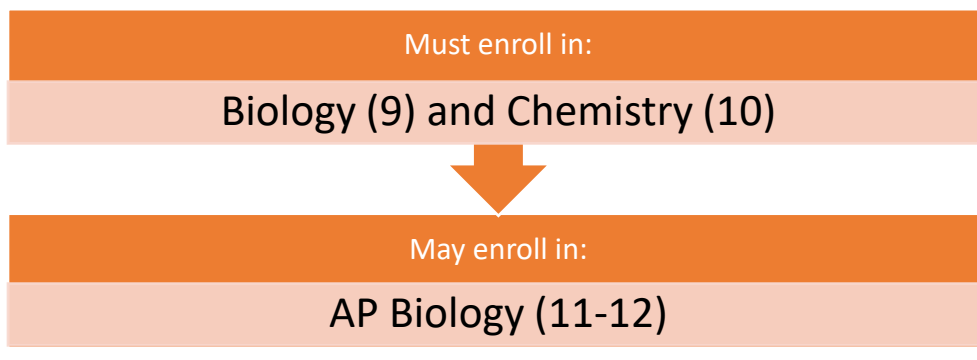 Must enroll in:
Biology (9) and Chemistry (10)
May enroll in:
AP Biology (11-12)